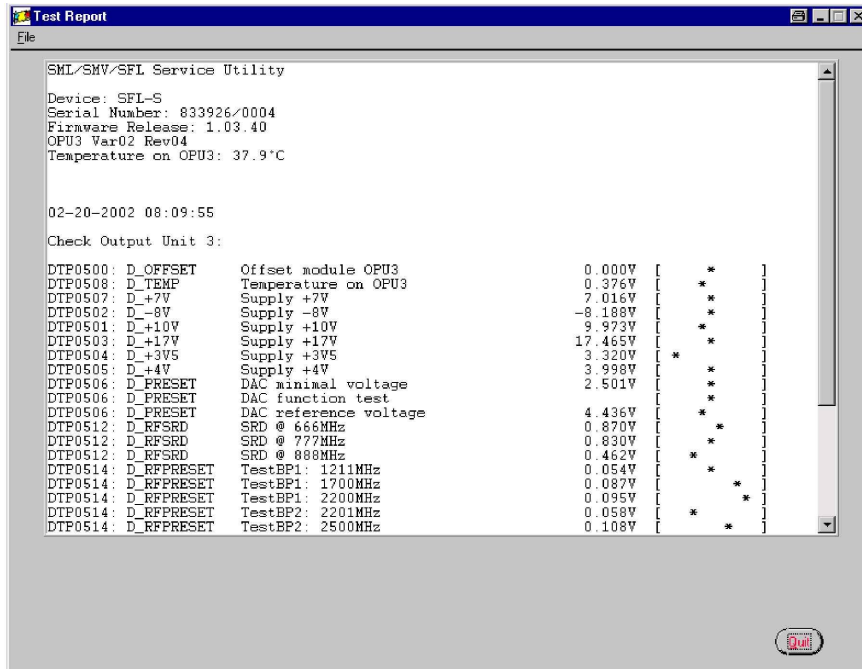 Test Report
File
SML/SMV/SFL Service Utility
Device: SFL-S
Serial Number: 833926/0004
Firmware Release: 1.03.40
OPU3 Var02 Rev04
Temperature on OPU3: 37.9°C
02-20-2002 08:09:55
Check Output Unit 3:
DTP0500: D_OFFSET Offset module OPU3 0.000V [ * ]
DTP0508: D_TEMP Temperature on OPU3 0.376V [ * ]
DTP0507: D_+7V Supply +7V 7.016V [ * ]
DTP0502: D_-8V Supply -8V -8.188V [ * ]
DTP0501: D_+10V Supply +10V 9.973V [ * ]
DTP0503: D_+17V Supply +17V 17.465V [ * ]
DTP0504: D_+3V5 Supply +3V5 3.320V [ * ]
DTP0505: D_+4V Supply +4V 3.998V [ * ]
DTP0506: D_PRESET DAC minimal voltage 2.501V [ * ]
DTP0506: D_PRESET DAC function test [ * ]
DTP0506: D_PRESET DAC reference voltage 4.436V [ * ]
DTP0512: D_RFSRD SRD @ 666MHz 0.870V [ * ]
DTP0512: D_RFSRD SRD @ 777MHz 0.830V [ * ]
DTP0512: D_RFSRD SRD @ 888MHz 0.462V [ * ]
DTP0514: D_RFPRESET TestBP1: 1211MHz 0.054V [ * ]
DTP0514: D_RFPRESET TestBP1: 1700MHz 0.087V [ * ]
DTP0514: D_RFPRESET TestBP1: 2200MHz 0.095V [ * ]
DTP0514: D_RFPRESET TestBP2: 2201MHz 0.058V [ * ]
DTP0514: D_RFPRESET TestBP2: 2500MHz 0.108V [ * ]
Quit